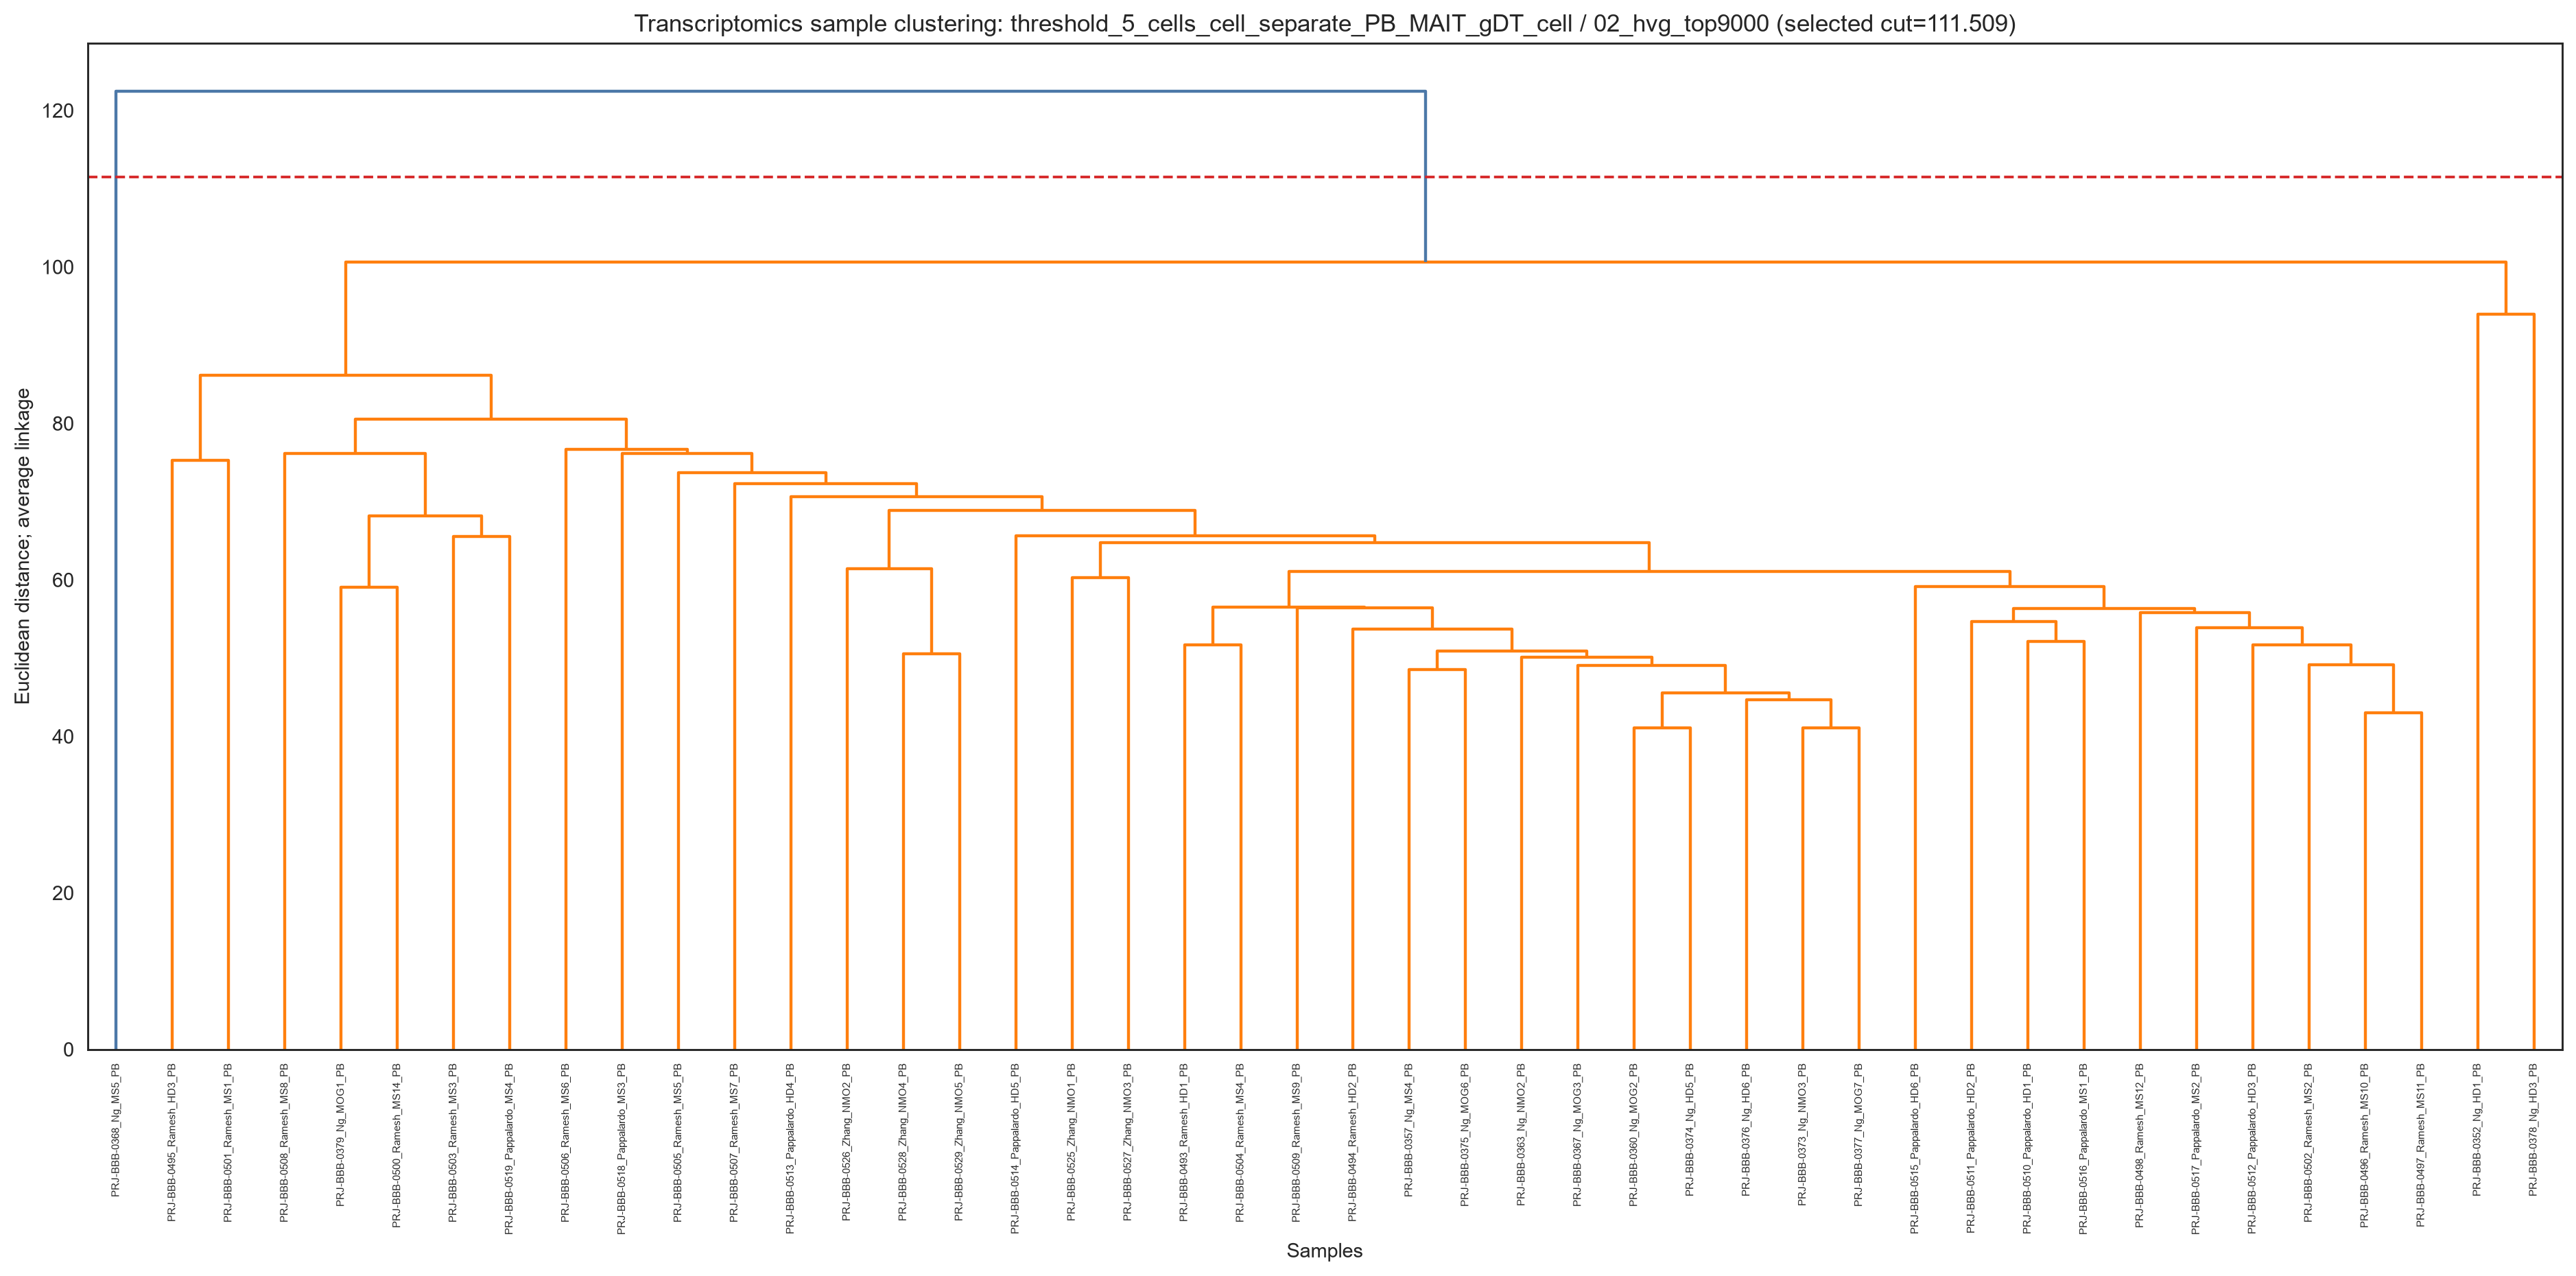 Transcriptomics sample clustering: threshold_5_cells_cell_separate_PB_MAIT_gDT_cell / 02_hvg_top9000 (selected cut=111.509)
Euclidean distance; average linkage
120
100
80
60
40
20
0
PRJ-BBB-0368_Ng_MS5_PB
PRJ-BBB-0495_Ramesh_HD3_PB
PRJ-BBB-0501_Ramesh_MS1_PB
PRJ-BBB-0508_Ramesh_MS8_PB
PRJ-BBB-0379_Ng_MOG1_PB
PRJ-BBB-0500_Ramesh_MS14_PB
PRJ-BBB-0503_Ramesh_MS3_PB
PRJ-BBB-0519_Pappalardo_MS4_PB
PRJ-BBB-0506_Ramesh_MS6_PB
PRJ-BBB-0518_Pappalardo_MS3_PB
PRJ-BBB-0505_Ramesh_MS5_PB
PRJ-BBB-0507_Ramesh_MS7_PB
PRJ-BBB-0513_Pappalardo_HD4_PB
PRJ-BBB-0526_Zhang_NMO2_PB
PRJ-BBB-0528_Zhang_NMO4_PB
PRJ-BBB-0529_Zhang_NMO5_PB
PRJ-BBB-0514_Pappalardo_HD5_PB
PRJ-BBB-0525_Zhang_NMO1_PB
PRJ-BBB-0527_Zhang_NMO3_PB
PRJ-BBB-0493_Ramesh_HD1_PB
PRJ-BBB-0504_Ramesh_MS4_PB
PRJ-BBB-0509_Ramesh_MS9_PB
PRJ-BBB-0494_Ramesh_HD2_PB
PRJ-BBB-0357_Ng_MS4_PB
PRJ-BBB-0375_Ng_MOG6_PB
PRJ-BBB-0363_Ng_NMO2_PB
PRJ-BBB-0367_Ng_MOG3_PB
PRJ-BBB-0360_Ng_MOG2_PB
PRJ-BBB-0374_Ng_HD5_PB
PRJ-BBB-0376_Ng_HD6_PB
PRJ-BBB-0373_Ng_NMO3_PB
PRJ-BBB-0377_Ng_MOG7_PB
PRJ-BBB-0515_Pappalardo_HD6_PB
PRJ-BBB-0511_Pappalardo_HD2_PB
PRJ-BBB-0510_Pappalardo_HD1_PB
PRJ-BBB-0516_Pappalardo_MS1_PB
PRJ-BBB-0498_Ramesh_MS12_PB
PRJ-BBB-0517_Pappalardo_MS2_PB
PRJ-BBB-0512_Pappalardo_HD3_PB
PRJ-BBB-0502_Ramesh_MS2_PB
PRJ-BBB-0496_Ramesh_MS10_PB
PRJ-BBB-0497_Ramesh_MS11_PB
PRJ-BBB-0352_Ng_HD1_PB
PRJ-BBB-0378_Ng_HD3_PB
Samples